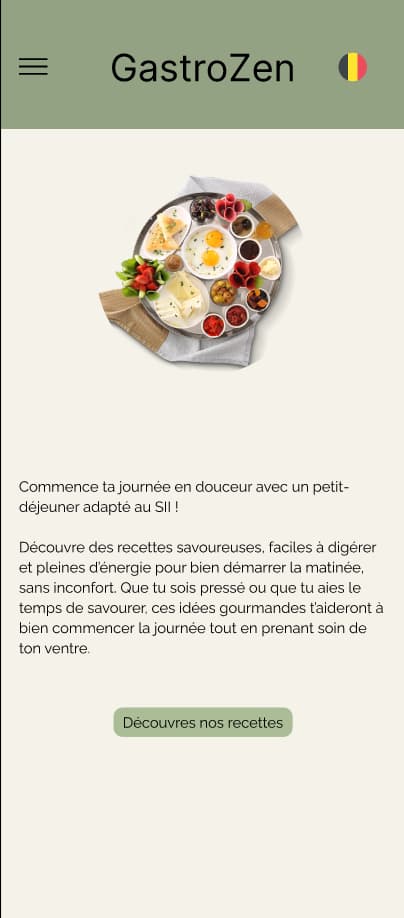 GastroZen
Commence ta journée en douceur avec un petit-
déjeuner adapté au SII !
Découvre des recettes savoureuses, faciles à digérer
et pleines d'énergie pour bien démarrer la matinée,
sans inconfort. Que tu sois pressé ou que tu aies le
temps de savourer, ces idées gourmandes t'aideront à
bien commencer la journée tout en prenant soin de
ton ventre.
Découvres nos recettes